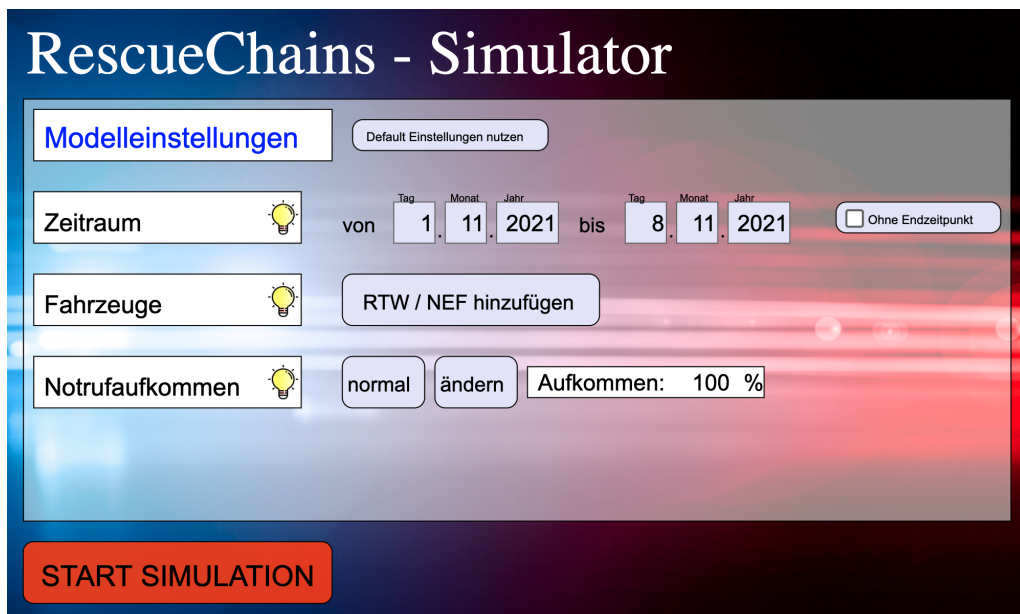 RescueChains - Simulator
Modelleinstellungen
Default Einstellungen nutzen
Zeitraum
von
Tag Monat Jahr
1. 11. 2021
bis
Tag Monat Jahr
8. 11. 2021
Ohne Endzeitpunkt
Fahrzeuge
RTW / NEF hinzufügen
Notrufaufkommen
normal
ändern
Aufkommen: 100 %
START SIMULATION